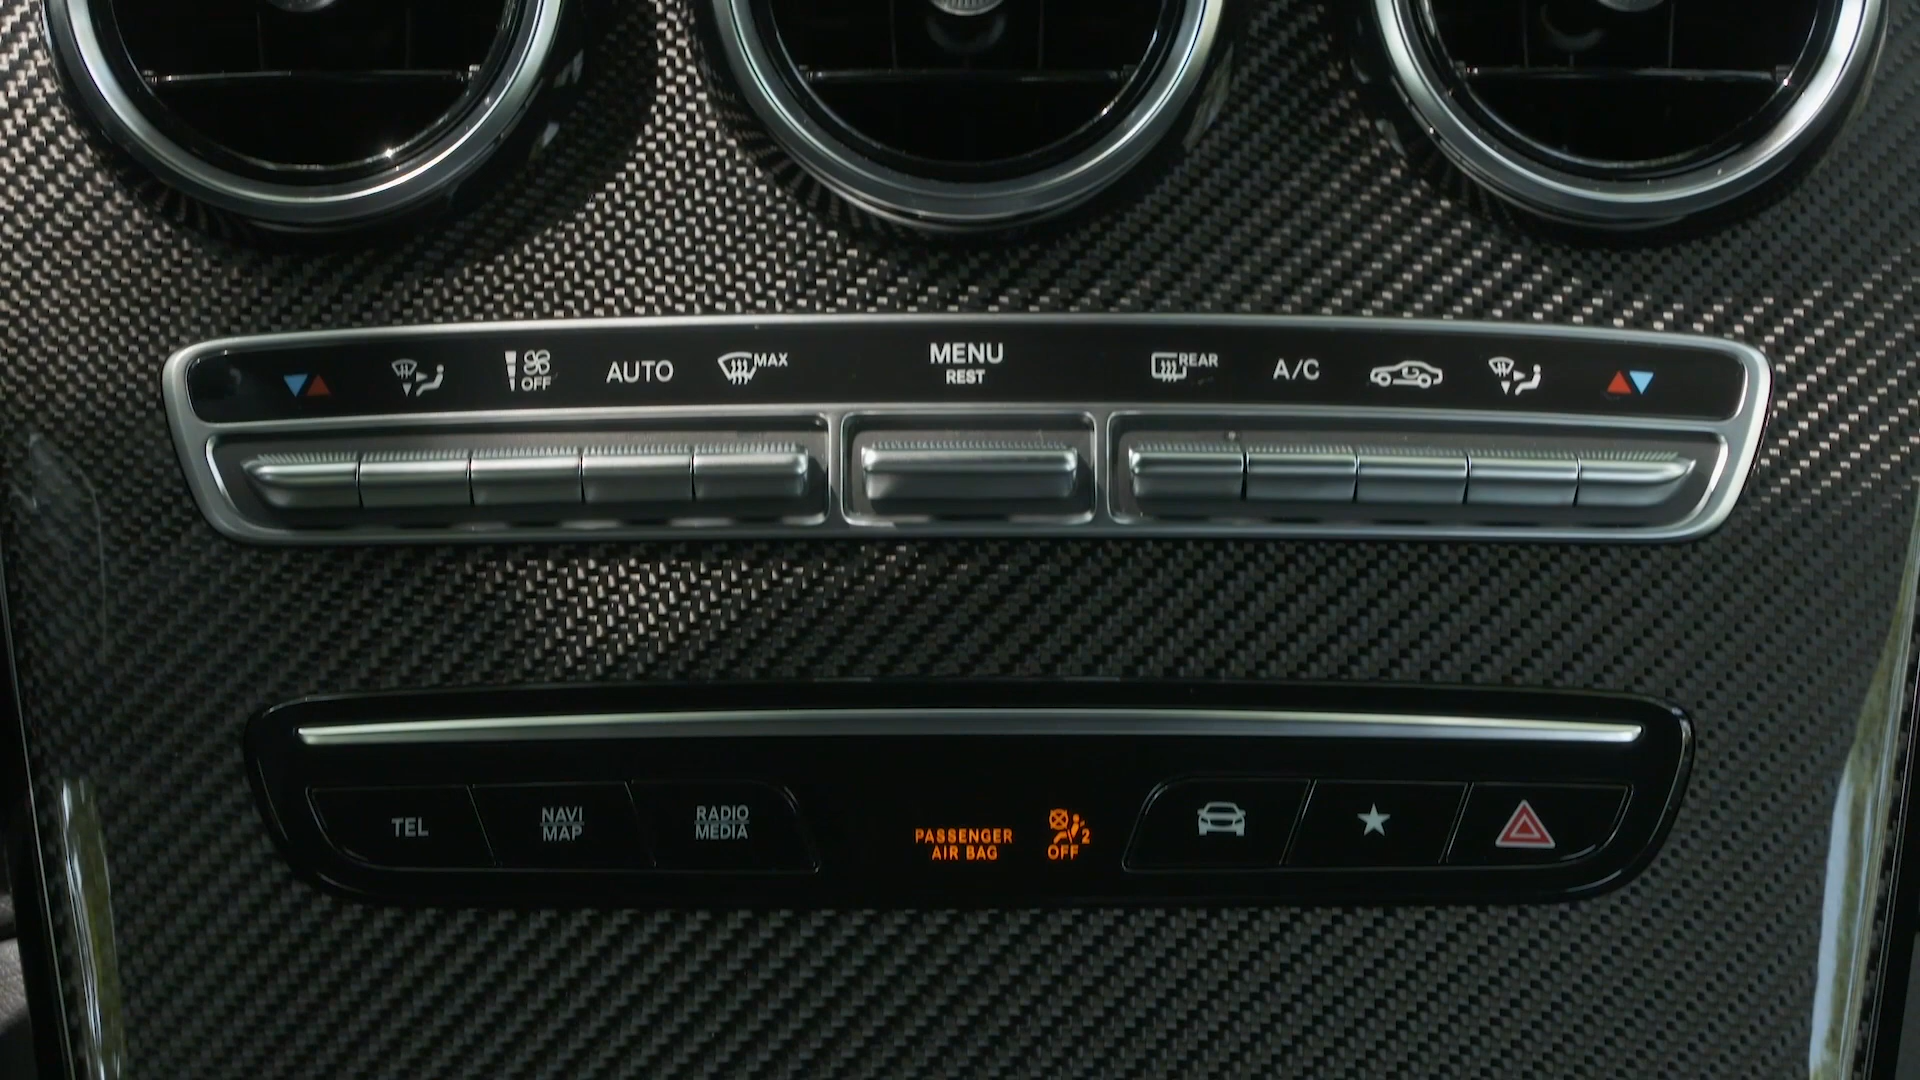 OFF
AUTO
MAX
MENU
REST
REAR
A/C
TEL
NAVI
MAP
RADIO
MEDIA
PASSENGER
AIR BAG
2
OFF